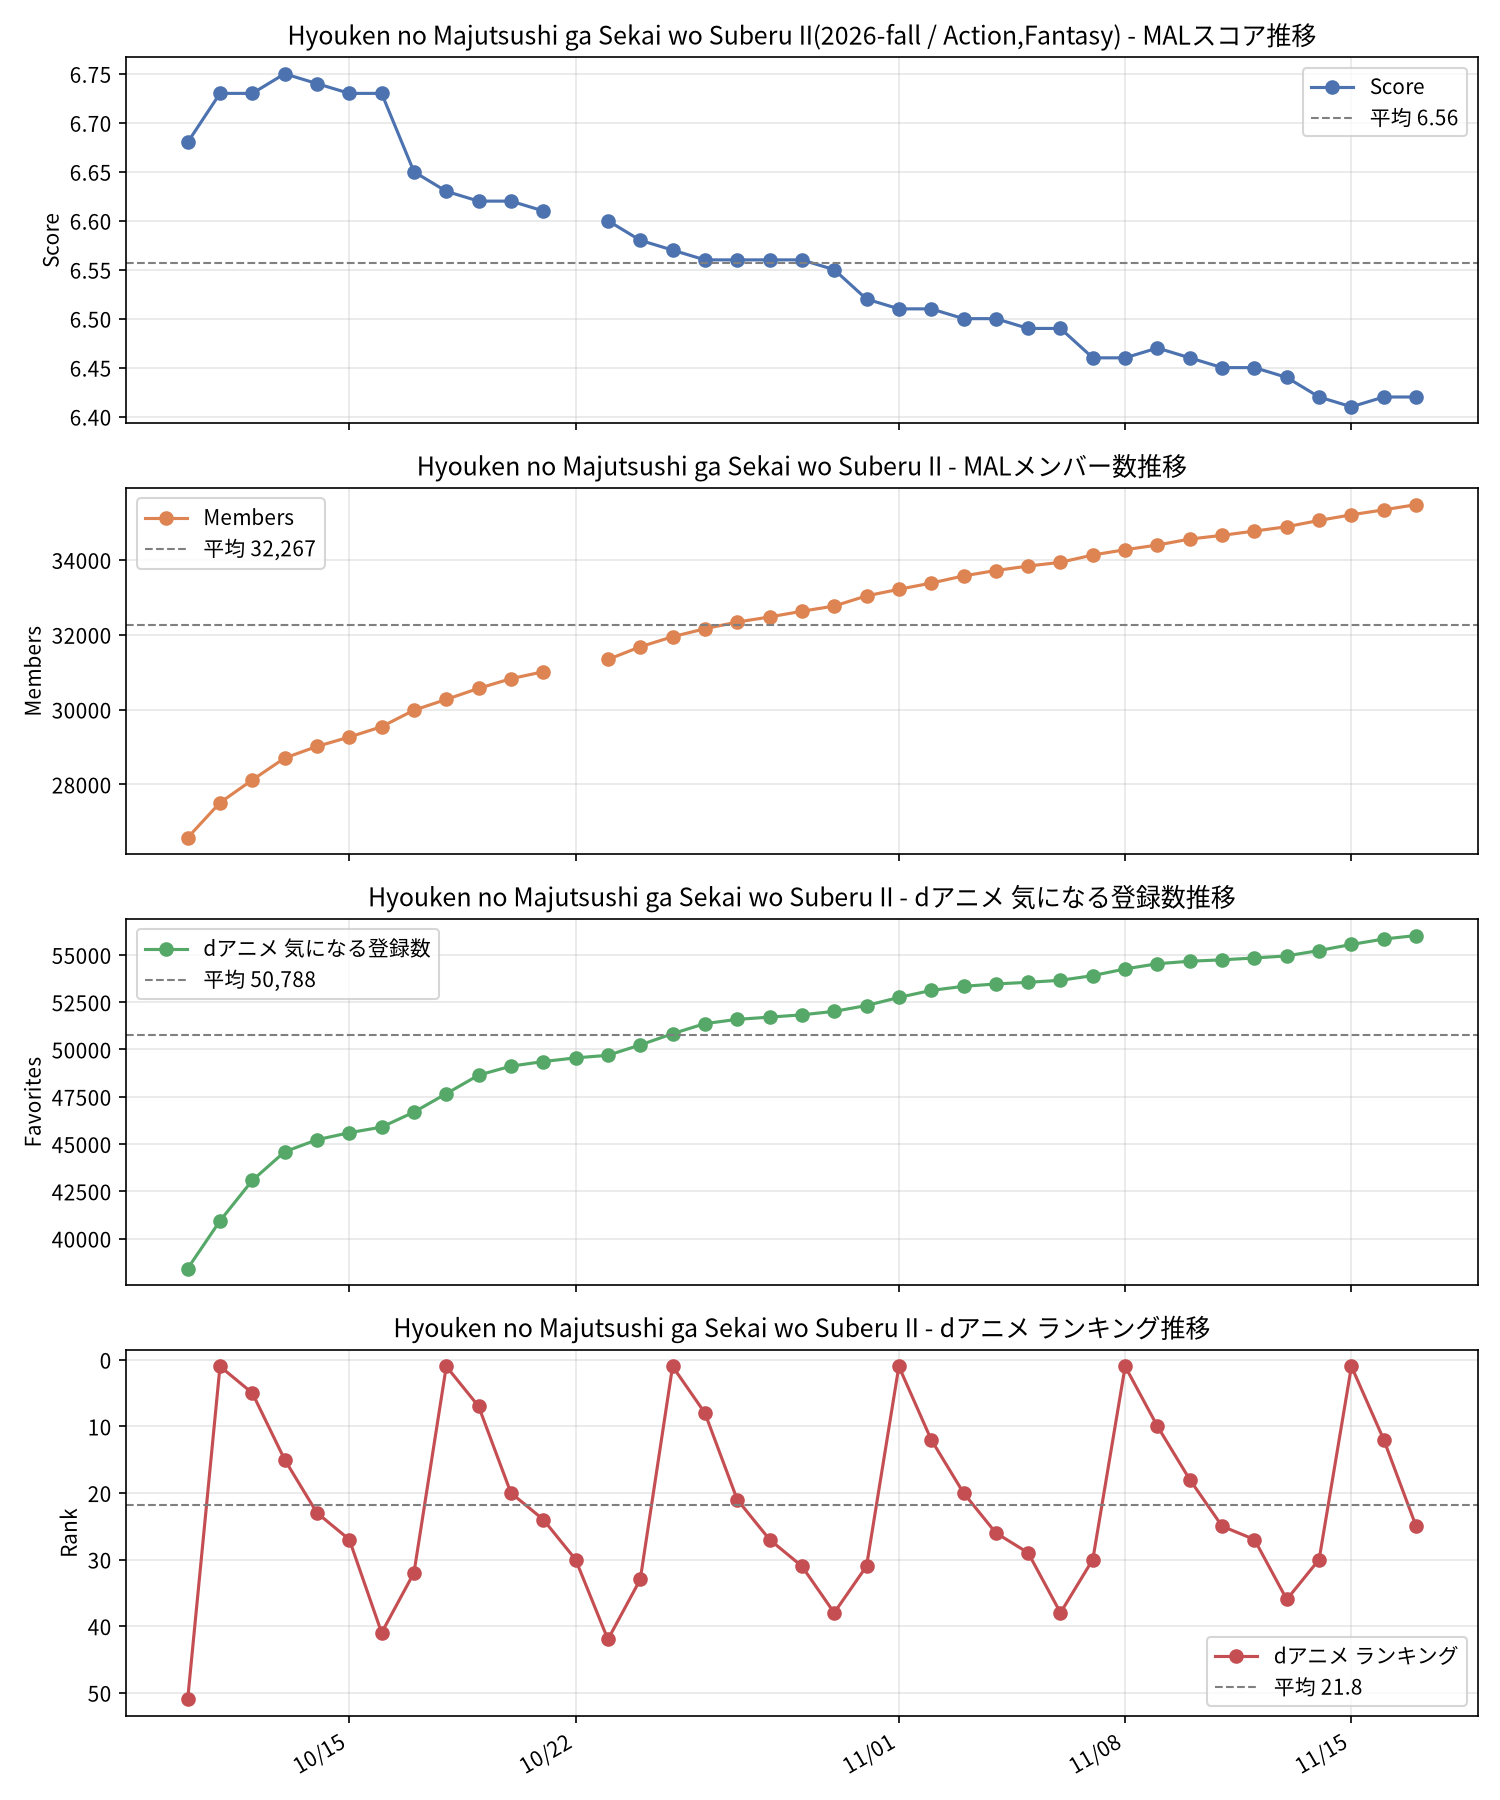 Hyouken no Majutsushi ga Sekai wo Suberu II(2026-fall / Action,Fantasy) - MALスコア推移
Score
6.75
6.70
6.65
6.60
6.55
6.50
6.45
6.40
Score
平均 6.56
Hyouken no Majutsushi ga Sekai wo Suberu II - MALメンバー数推移
Members
34000
32000
30000
28000
Members
平均 32,267
Hyouken no Majutsushi ga Sekai wo Suberu II - dアニメ 気になる登録数推移
Favorites
55000
52500
50000
47500
45000
42500
40000
dアニメ 気になる登録数
平均 50,788
Hyouken no Majutsushi ga Sekai wo Suberu II - dアニメ ランキング推移
Rank
0
10
20
30
40
50
dアニメ ランキング
平均 21.8
10/15
10/22
11/01
11/08
11/15